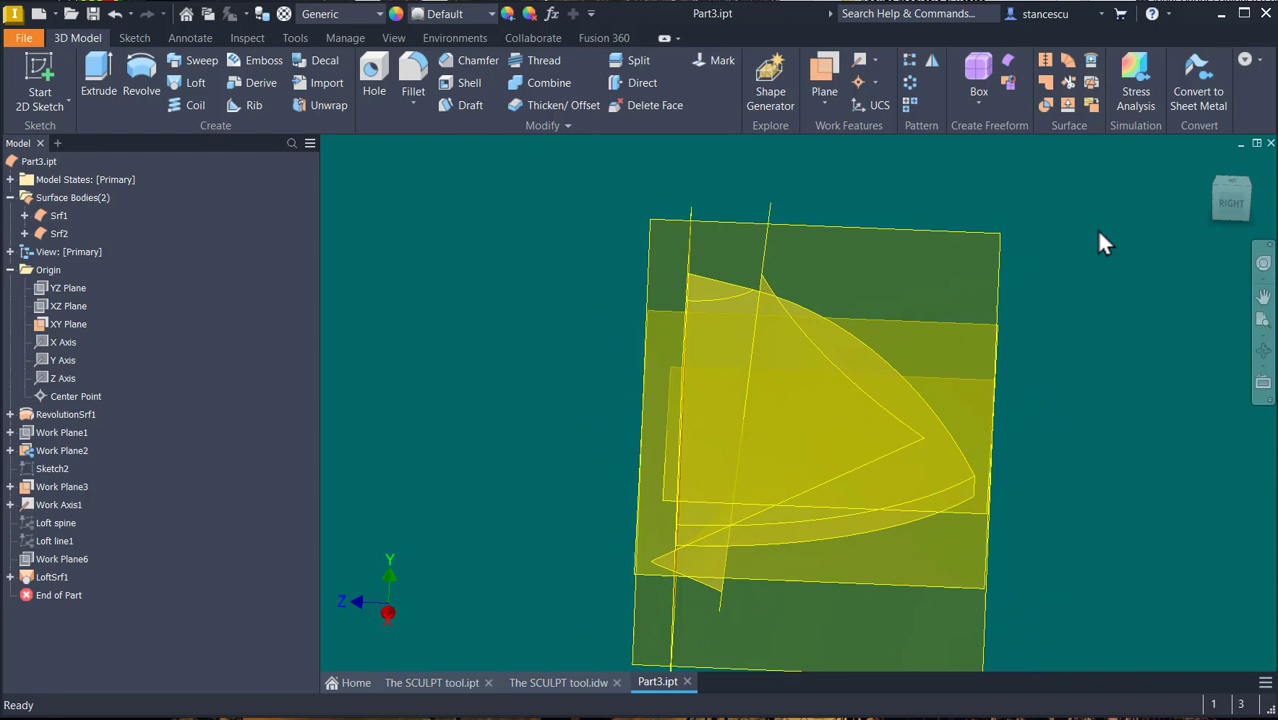 Generic
Default
Part3.ipt
Search Help & Commands...
stancescu
File
3D Model
Sketch
Annotate
Inspect
Tools
Manage
View
Environments
Collaborate
Fusion 360
Start
2D Sketch
Sketch
Extrude
Revolve
Sweep
Loft
Coil
Emboss
Derive
Rib
Decal
Import
Unwrap
Create
Hole
Fillet
Chamfer
Shell
Draft
Thread
Combine
Thicken/ Offset
Split
Direct
Delete Face
Mark
Modify
Shape
Generator
Explore
Plane
UCS
Work Features
Pattern
Box
Create Freeform
Surface
Stress
Analysis
Simulation
Convert to
Sheet Metal
Convert
Model
Part3.ipt
Model States: [Primary]
Surface Bodies(2)
Srf1
Srf2
View: [Primary]
Origin
YZ Plane
XZ Plane
XY Plane
X Axis
Y Axis
Z Axis
Center Point
RevolutionSrf1
Work Plane1
Work Plane2
Sketch2
Work Plane3
Work Axis1
Loft spine
Loft line1
Work Plane6
LoftSrf1
End of Part
RIGHT
Y
Z
X
Home
The SCULPT tool.ipt
The SCULPT tool.idw
Part3.ipt
Ready
1
3